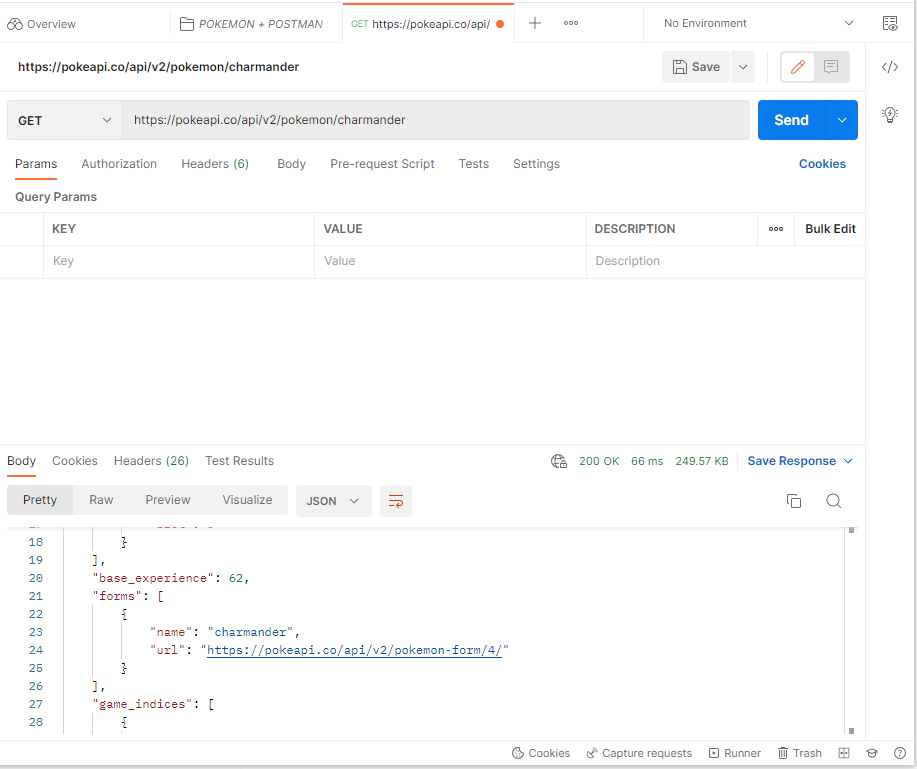 Overview
POKEMON + POSTMAN
GET https://pokeapi.co/api/
No Environment
https://pokeapi.co/api/v2/pokemon/charmander
Save
GET
https://pokeapi.co/api/v2/pokemon/charmander
Send
Params Authorization Headers (6) Body Pre-request Script Tests Settings Cookies
Query Params
KEY VALUE DESCRIPTION Bulk Edit
Key Value Description
Body Cookies Headers (26) Test Results 200 OK 66 ms 249.57 KB Save Response
Pretty Raw Preview Visualize JSON
18 }
19 ],
20 "base_experience": 62,
21 "forms": [
22 {
23 "name": "charmander",
24 "url": "https://pokeapi.co/api/v2/pokemon-form/4/"
25 }
26 ],
27 "game_indices": [
28 {
Cookies Capture requests Runner Trash